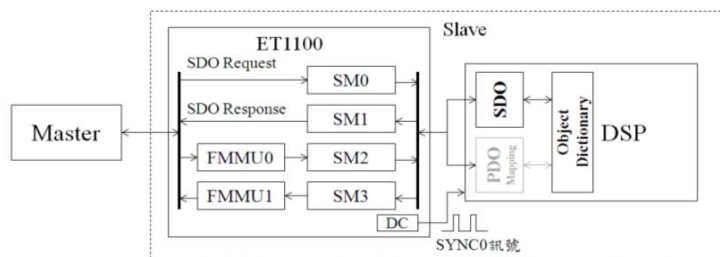 Slave
ET1100
SDO Request
SM0
SDO Response
SM1
Master
FMMU0
SM2
FMMU1
SM3
DC
SYNC0訊號
SDO
PDO
Mapping
Object
Dictionary
DSP